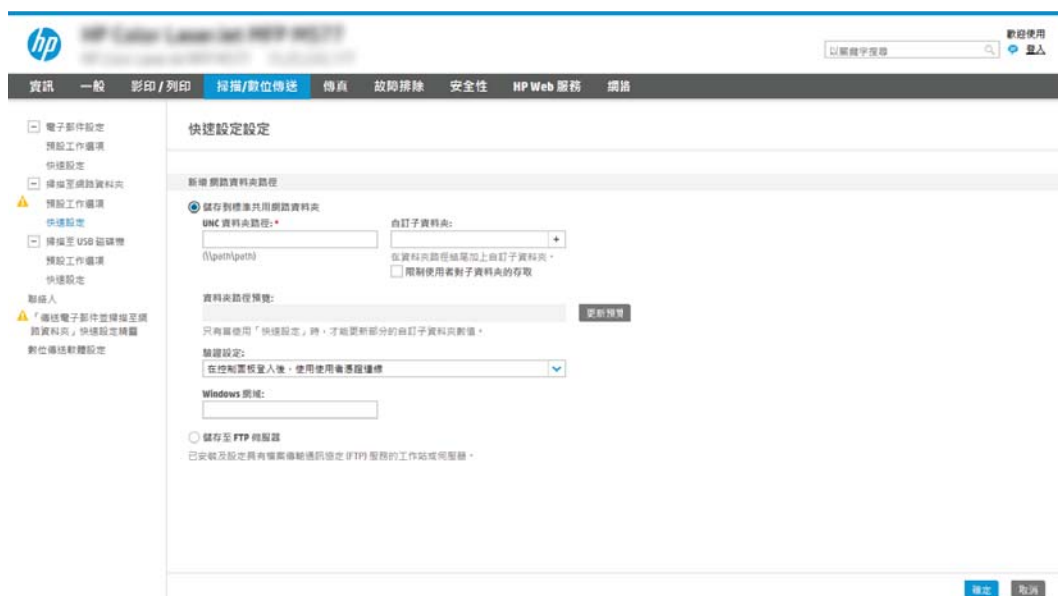 hp
HP Color LaserJet MFP M577
歡迎使用
以關鍵字搜尋
登入
資訊 一般 影印/列印 掃描/數位傳送 傳真 故障排除 安全性 HP Web 服務 網路
電子郵件設定
預設工作選項
快速設定
掃描至網路資料夾
預設工作選項
快速設定
掃描至 USB 磁碟機
預設工作選項
快速設定
聯絡人
「傳送電子郵件並掃描至網
路資料夾」快速設定精靈
數位傳送軟體設定
快速設定設定
新增網路資料夾路徑
儲存到標準共用網路資料夾
UNC 資料夾路徑:* 自訂子資料夾:
+
(\\path\path) 在資料夾路徑結尾加上自訂子資料夾。
限制使用者對子資料夾的存取
資料夾路徑預覽:
更新預覽
只有當使用「快速設定」時，才能更新部分的自訂子資料夾數值。
驗證設定:
在控制面板登入後，使用使用者憑證連線
Windows 網域:
儲存至 FTP 伺服器
已安裝及設定具有檔案傳輸通訊協定 (FTP) 服務的工作站或伺服器。
確定 取消